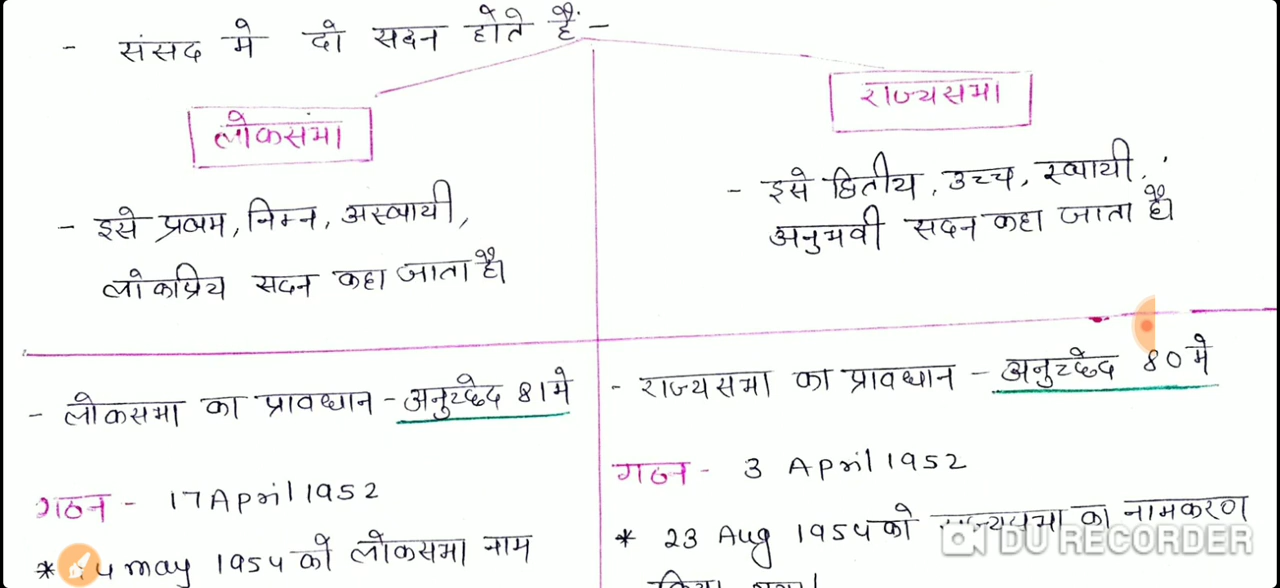 - संसद मे दो सदन होते हैं -
लोकसभा
- इसे प्रथम, निम्न, अस्थायी,
लोकप्रिय सदन कहा जाता है।
- लोकसभा का प्रावधान - अनुच्छेद 81 मे
गठन - 17 April 1952
* 4 may 1954 को लोकसभा नाम
राज्यसभा
- इसे द्वितीय, उच्च, स्थायी,
अनुभवी सदन कहा जाता है।
- राज्यसभा का प्रावधान - अनुच्छेद 80 मे
गठन - 3 April 1952
* 23 Aug 1954 को राज्यसभा का नामकरण
DU RECORDER